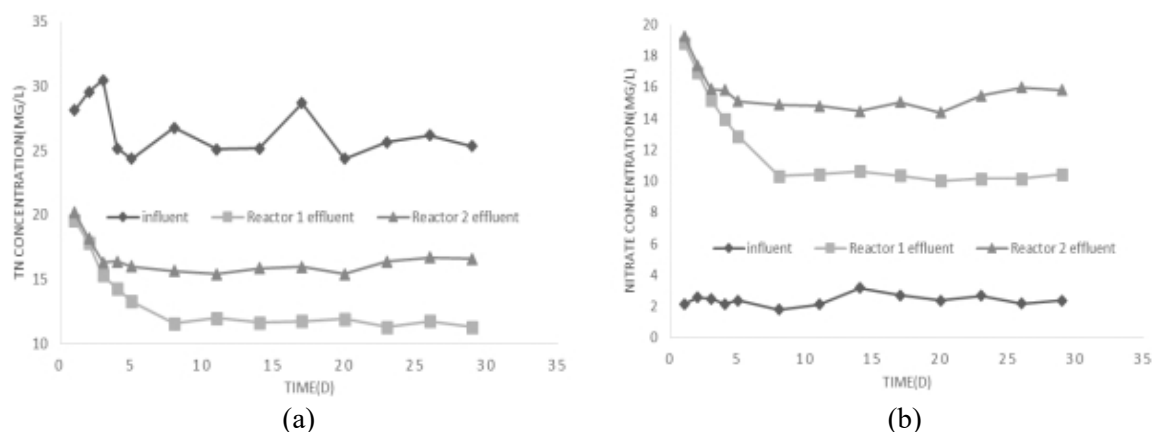 35
30
25
20
15
10
TN CONCENTRATION(MG/L)
influent Reactor 1 effluent Reactor 2 effluent
0 5 10 15 20 25 30 35
TIME(D)
(a)
20
18
16
14
12
10
8
6
4
2
0
NITRATE CONCENTRATION(MG/L)
influent Reactor 1 effluent Reactor 2 effluent
0 5 10 15 20 25 30 35
TIME(D)
(b)